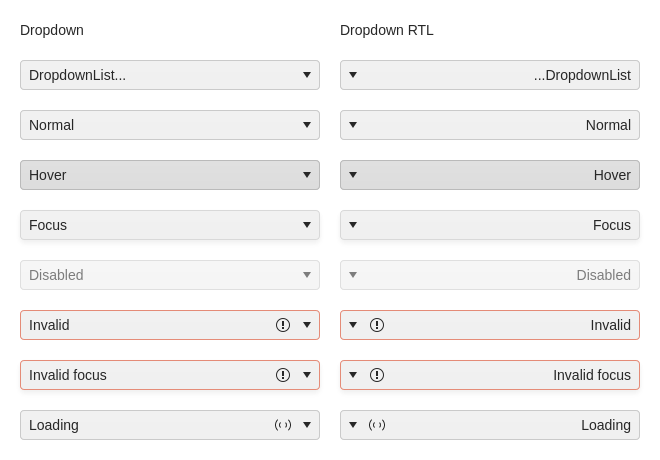 Dropdown
DropdownList...
Normal
Hover
Focus
Disabled
Invalid
Invalid focus
Loading
Dropdown RTL
...DropdownList
Normal
Hover
Focus
Disabled
Invalid
Invalid focus
Loading